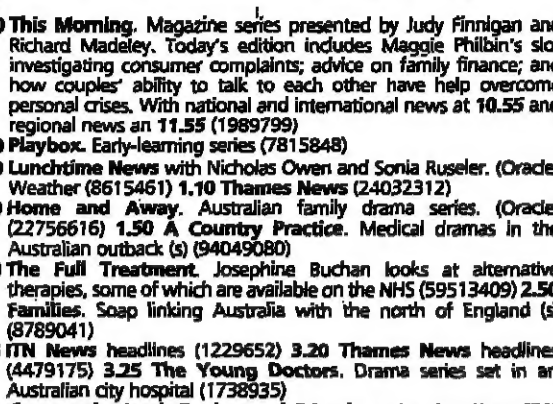 This Morning. Magazine series presented by Judy Finnigan and
Richard Madeley. Today's edition includes Maggie Philbin's slo
investigating consumer complaints; advice on family finance; and
how couples' ability to talk to each other have help overcome
personal crises. With national and international news at 10.55 and
regional news an 11.55 (1989799)
Playbox. Early-learning series (7815848)
Lunchtime News with Nicholas Owen and Sonia Ruseler. (Oracle
Weather (8615461) 1.10 Thames News (24032312)
Home and Away. Australian family drama series. (Oracle
(22756616) 1.50 A Country Practice. Medical dramas in the
Australian outback (s) (94049080)
The Full Treatment. Josephine Buchan looks at alternative
therapies, some of which are available on the NHS (59513409) 2.50
Families. Soap linking Australia with the north of England (s
(8789041)
ITN News headlines (1229652) 3.20 Thames News headlines
(4479175) 3.25 The Young Doctors. Drama series set in an
Australian city hospital (1738935)